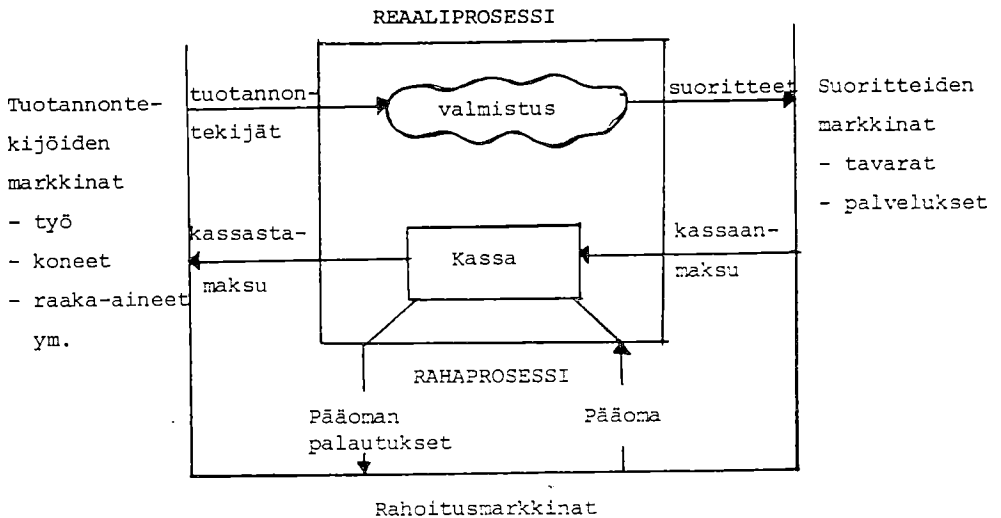 REAALIPROSESSI
Tuotannonte-
kijöiden
markkinat
- työ
- koneet
- raaka-aineet
ym.
tuotannon-
tekijät
valmistus
suoritteet
Suoritteiden
markkinat
- tavarat
- palvelukset
kassasta-
maksu
Kassa
kassaan-
maksu
RAHAPROSESSI
Pääoman
palautukset
Pääoma
Rahoitusmarkkinat